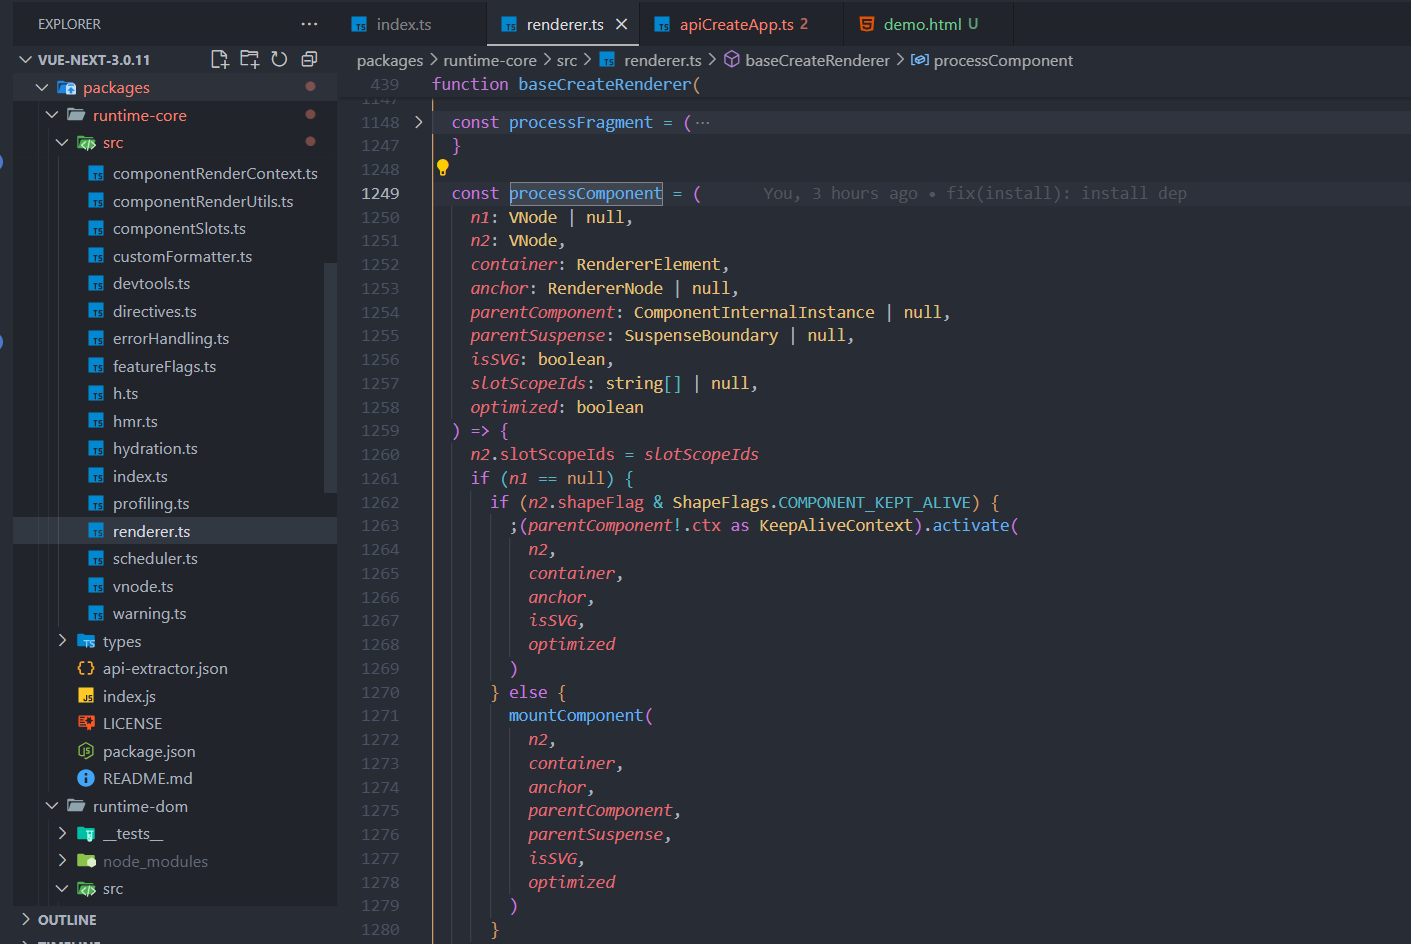 EXPLORER
VUE-NEXT-3.0.11
packages
runtime-core
src
componentRenderContext.ts
componentRenderUtils.ts
componentSlots.ts
customFormatter.ts
devtools.ts
directives.ts
errorHandling.ts
featureFlags.ts
h.ts
hmr.ts
hydration.ts
index.ts
profiling.ts
renderer.ts
scheduler.ts
vnode.ts
warning.ts
types
api-extractor.json
index.js
LICENSE
package.json
README.md
runtime-dom
__tests__
node_modules
src
OUTLINE
TIMELINE
index.ts
renderer.ts
apiCreateApp.ts 2
demo.html U
packages > runtime-core > src > renderer.ts > baseCreateRenderer > processComponent
439 function baseCreateRenderer(
1147
1148 const processFragment = (···
1247 }
1248
1249 const processComponent = ( You, 3 hours ago • fix(install): install dep
1250 n1: VNode | null,
1251 n2: VNode,
1252 container: RendererElement,
1253 anchor: RendererNode | null,
1254 parentComponent: ComponentInternalInstance | null,
1255 parentSuspense: SuspenseBoundary | null,
1256 isSVG: boolean,
1257 slotScopeIds: string[] | null,
1258 optimized: boolean
1259 ) => {
1260 n2.slotScopeIds = slotScopeIds
1261 if (n1 == null) {
1262 if (n2.shapeFlag & ShapeFlags.COMPONENT_KEPT_ALIVE) {
1263 ;(parentComponent!.ctx as KeepAliveContext).activate(
1264 n2,
1265 container,
1266 anchor,
1267 isSVG,
1268 optimized
1269 )
1270 } else {
1271 mountComponent(
1272 n2,
1273 container,
1274 anchor,
1275 parentComponent,
1276 parentSuspense,
1277 isSVG,
1278 optimized
1279 )
1280 }